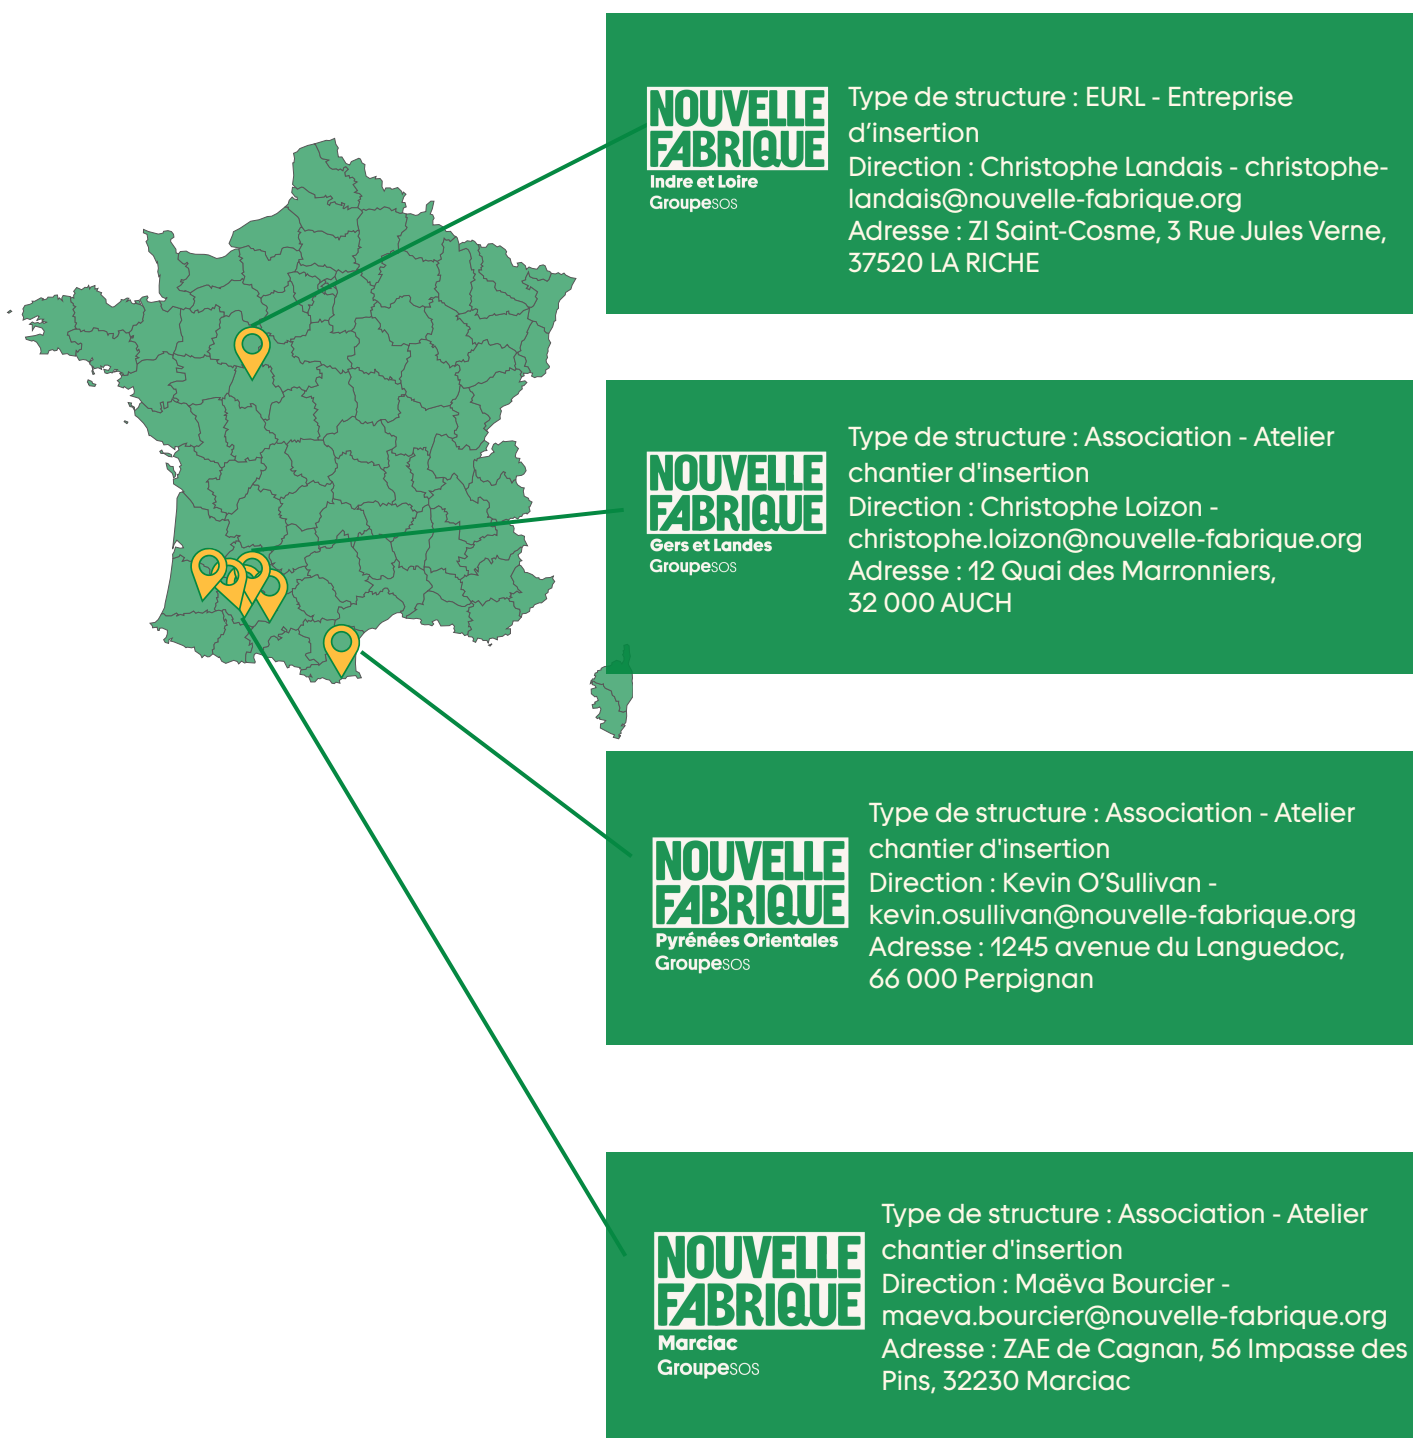 NOUVELLE
FABRIQUE
Indre et Loire
Groupesos
Type de structure : EURL - Entreprise
d’insertion
Direction : Christophe Landais - christophe-
landais@nouvelle-fabrique.org
Adresse : ZI Saint-Cosme, 3 Rue Jules Verne,
37520 LA RICHE
NOUVELLE
FABRIQUE
Gers et Landes
Groupesos
Type de structure : Association - Atelier
chantier d'insertion
Direction : Christophe Loizon -
christophe.loizon@nouvelle-fabrique.org
Adresse : 12 Quai des Marronniers,
32 000 AUCH
NOUVELLE
FABRIQUE
Pyrénées Orientales
Groupesos
Type de structure : Association - Atelier
chantier d'insertion
Direction : Kevin O’Sullivan -
kevin.osullivan@nouvelle-fabrique.org
Adresse : 1245 avenue du Languedoc,
66 000 Perpignan
NOUVELLE
FABRIQUE
Marciac
Groupesos
Type de structure : Association - Atelier
chantier d'insertion
Direction : Maëva Bourcier -
maeva.bourcier@nouvelle-fabrique.org
Adresse : ZAE de Cagnan, 56 Impasse des
Pins, 32230 Marciac